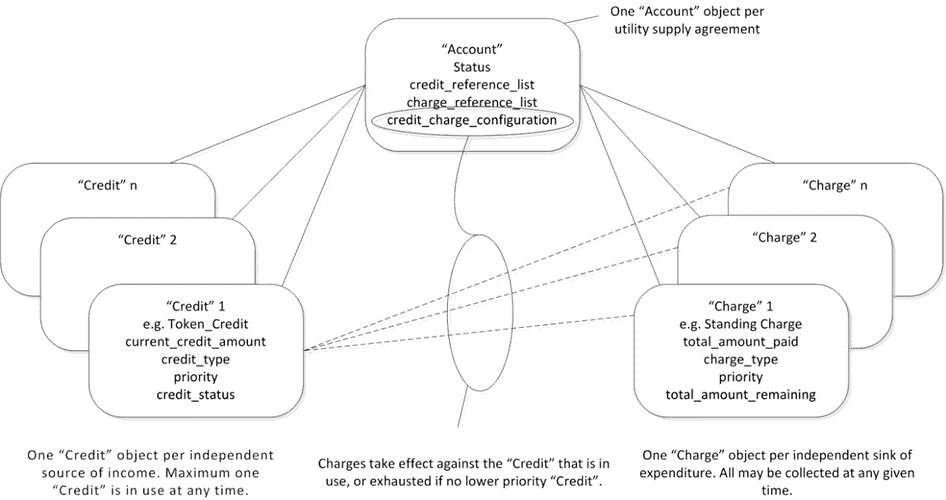 One “Account” object per
utility supply agreement
“Account”
Status
credit_reference_list
charge_reference_list
credit_charge_configuration
“Credit” n
“Credit” 2
“Credit” 1
e.g. Token_Credit
current_credit_amount
credit_type
priority
credit_status
“Charge” n
“Charge” 2
“Charge” 1
e.g. Standing Charge
total_amount_paid
charge_type
priority
total_amount_remaining
One “Credit” object per independent
source of income. Maximum one
“Credit” is in use at any time.
Charges take effect against the “Credit” that is in
use, or exhausted if no lower priority “Credit”.
One “Charge” object per independent sink of
expenditure. All may be collected at any given
time.